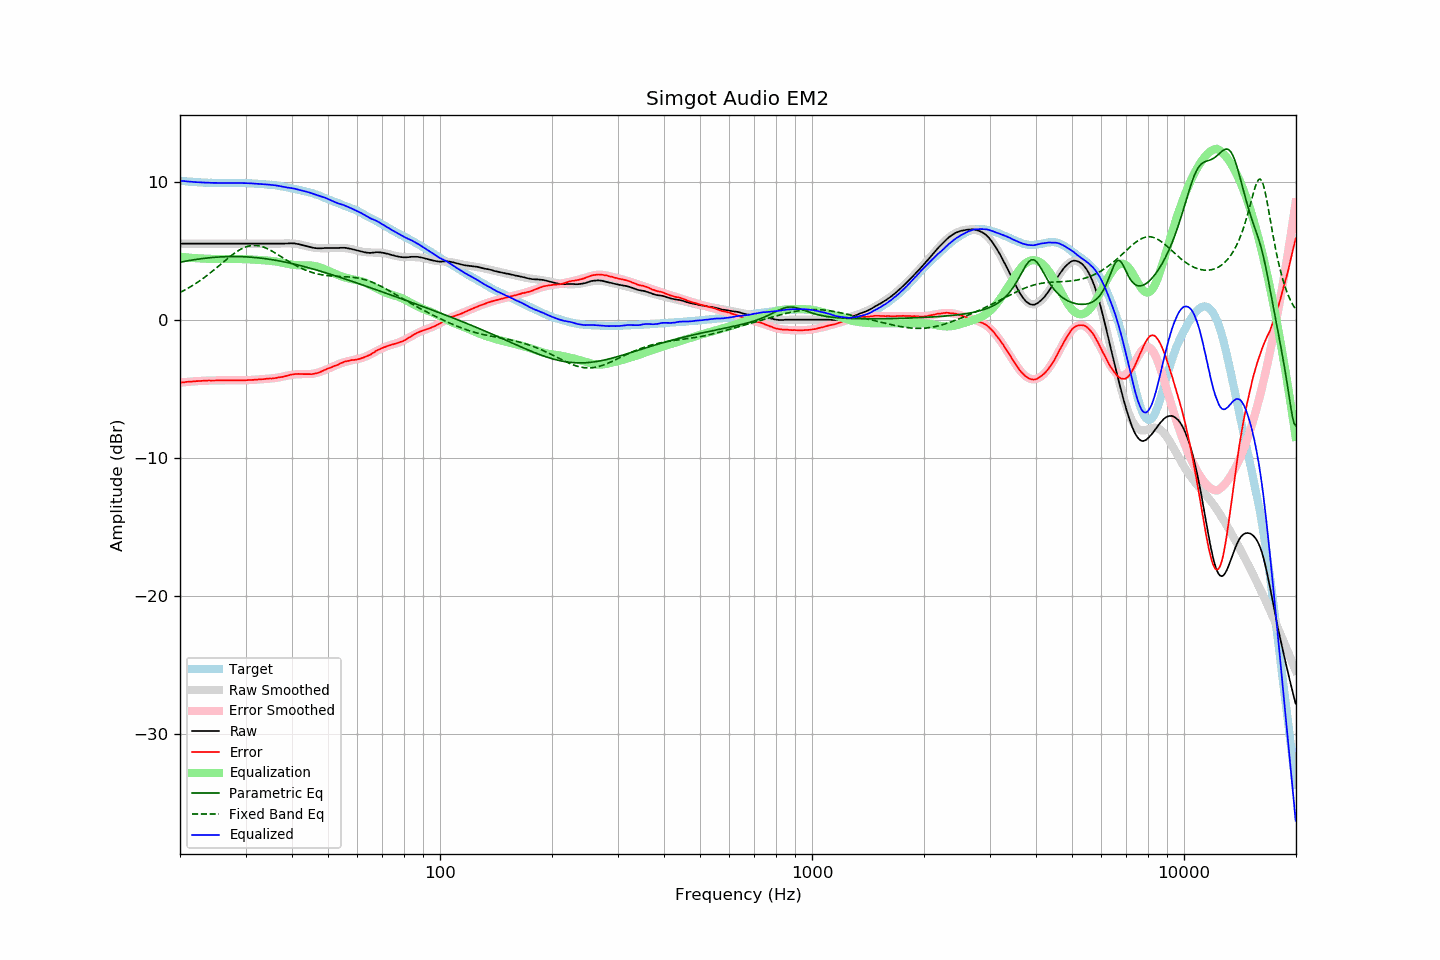 Simgot Audio EM2
10
0
−10
−20
−30
Amplitude (dBr)
100
1000
10000
Frequency (Hz)
Target
Raw Smoothed
Error Smoothed
Raw
Error
Equalization
Parametric Eq
Fixed Band Eq
Equalized